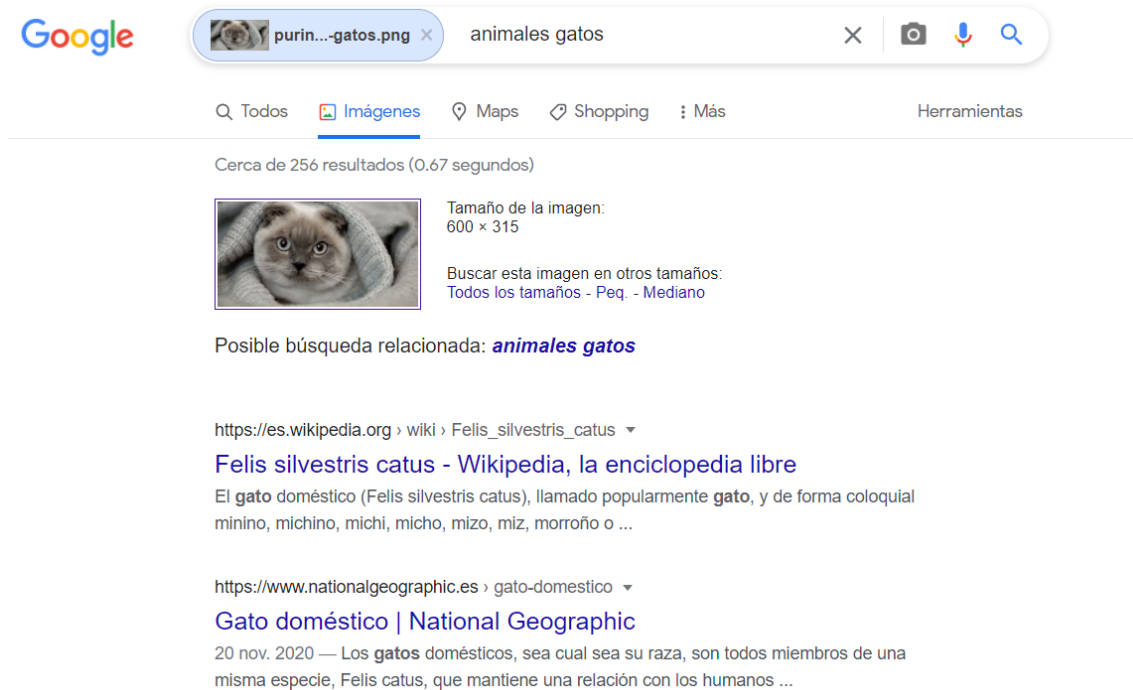 Google
purin...-gatos.png × animales gatos
Todos Imágenes Maps Shopping Más Herramientas
Cerca de 256 resultados (0.67 segundos)
Tamaño de la imagen:
600 × 315
Buscar esta imagen en otros tamaños:
Todos los tamaños - Peq. - Mediano
Posible búsqueda relacionada: animales gatos
https://es.wikipedia.org › wiki › Felis_silvestris_catus
Felis silvestris catus - Wikipedia, la enciclopedia libre
El gato doméstico (Felis silvestris catus), llamado popularmente gato, y de forma coloquial
minino, michino, michi, micho, mizo, miz, morroño o ...
https://www.nationalgeographic.es › gato-domestico
Gato doméstico | National Geographic
20 nov. 2020 — Los gatos domésticos, sea cual sea su raza, son todos miembros de una
misma especie, Felis catus, que mantiene una relación con los humanos ...